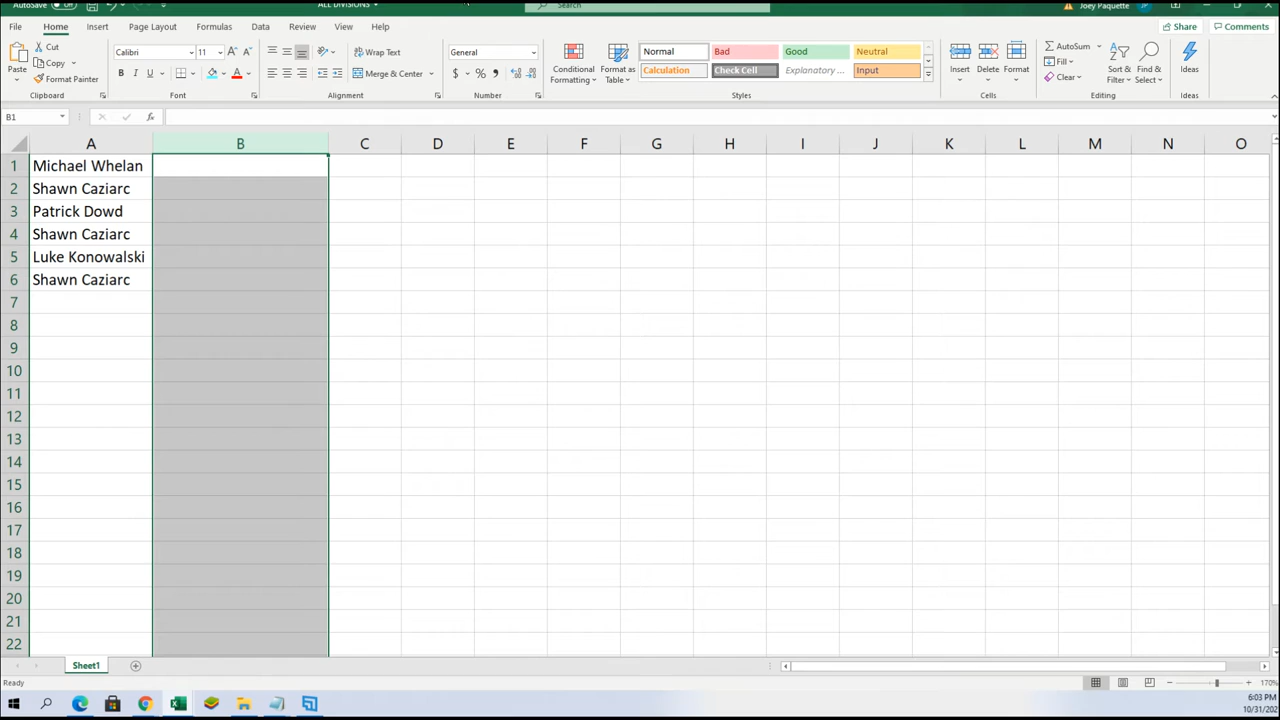 AutoSave Off ALL DIVISIONS Search Joey Paquette JP
File Home Insert Page Layout Formulas Data Review View Help Share Comments
Paste Cut Copy Format Painter Clipboard
Calibri 11 B I U A Font
Wrap Text Merge & Center Alignment
General $ % Number
Conditional Formatting Format as Table Normal Bad Good Neutral
Calculation Check Cell Explanatory ... Input Styles
Insert Delete Format Cells
AutoSum Fill Clear Sort & Filter Find & Select Editing
Ideas Ideas
B1 fx
A B C D E F G H I J K L M N O
1 Michael Whelan
2 Shawn Caziarc
3 Patrick Dowd
4 Shawn Caziarc
5 Luke Konowalski
6 Shawn Caziarc
7
8
9
10
11
12
13
14
15
16
17
18
19
20
21
22
Sheet1
Ready 170%
6:03 PM
10/31/202